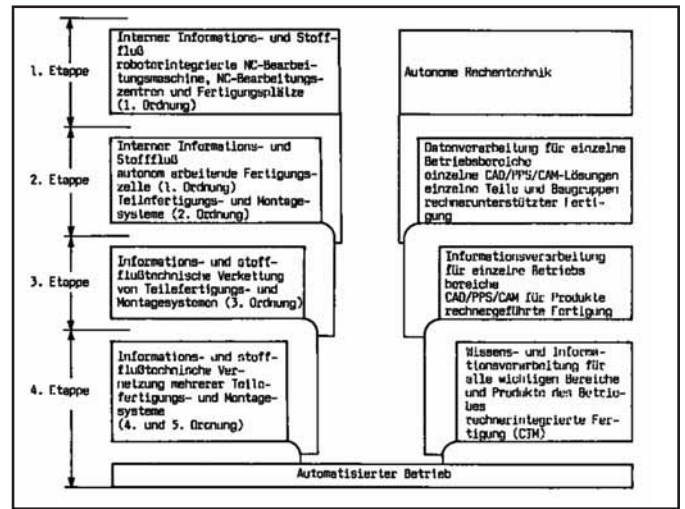 1. Etappe
Interner Informations- und Stoff-
fluß
roboterintegrierte NC-Bearbei-
tungsmaschine, NC-Bearbeitungs-
zentren und Fertigungsplätze
(1. Ordnung)
Autonome Rechentechnik
2. Etappe
Interner Informations- und
Stofffluß
autonom arbeitende Fertigungs-
zelle (1. Ordnung)
Teilefertigungs- und Montage-
systeme (2. Ordnung)
Datenverarbeitung für einzelne
Betriebsbereiche
einzelne CAD/PPS/CAM-Lösungen
einzelne Teile und Baugruppen
rechnerunterstützter Ferti-
gung
3. Etappe
Informations- und stoff-
flußtechnische Verkettung
von Teilefertigungs- und
Montagesystemen (3. Ordnung)
Informationsverarbeitung
für einzelne Betriebs
bereiche
CAD/PPS/CAM für Produkte
rechnergeführte Fertigung
4. Etappe
Informations- und stoff-
flußtechnische Ver-
netzung mehrerer Teile-
fertigungs- und Montage-
systeme
(4. und 5. Ordnung)
Wissens- und Informa-
tionsverarbeitung für
alle wichtigen Bereiche
und Produkte des Betrie-
bes
rechnerintegrierte Fer-
tigung (CIM)
Automatisierter Betrieb